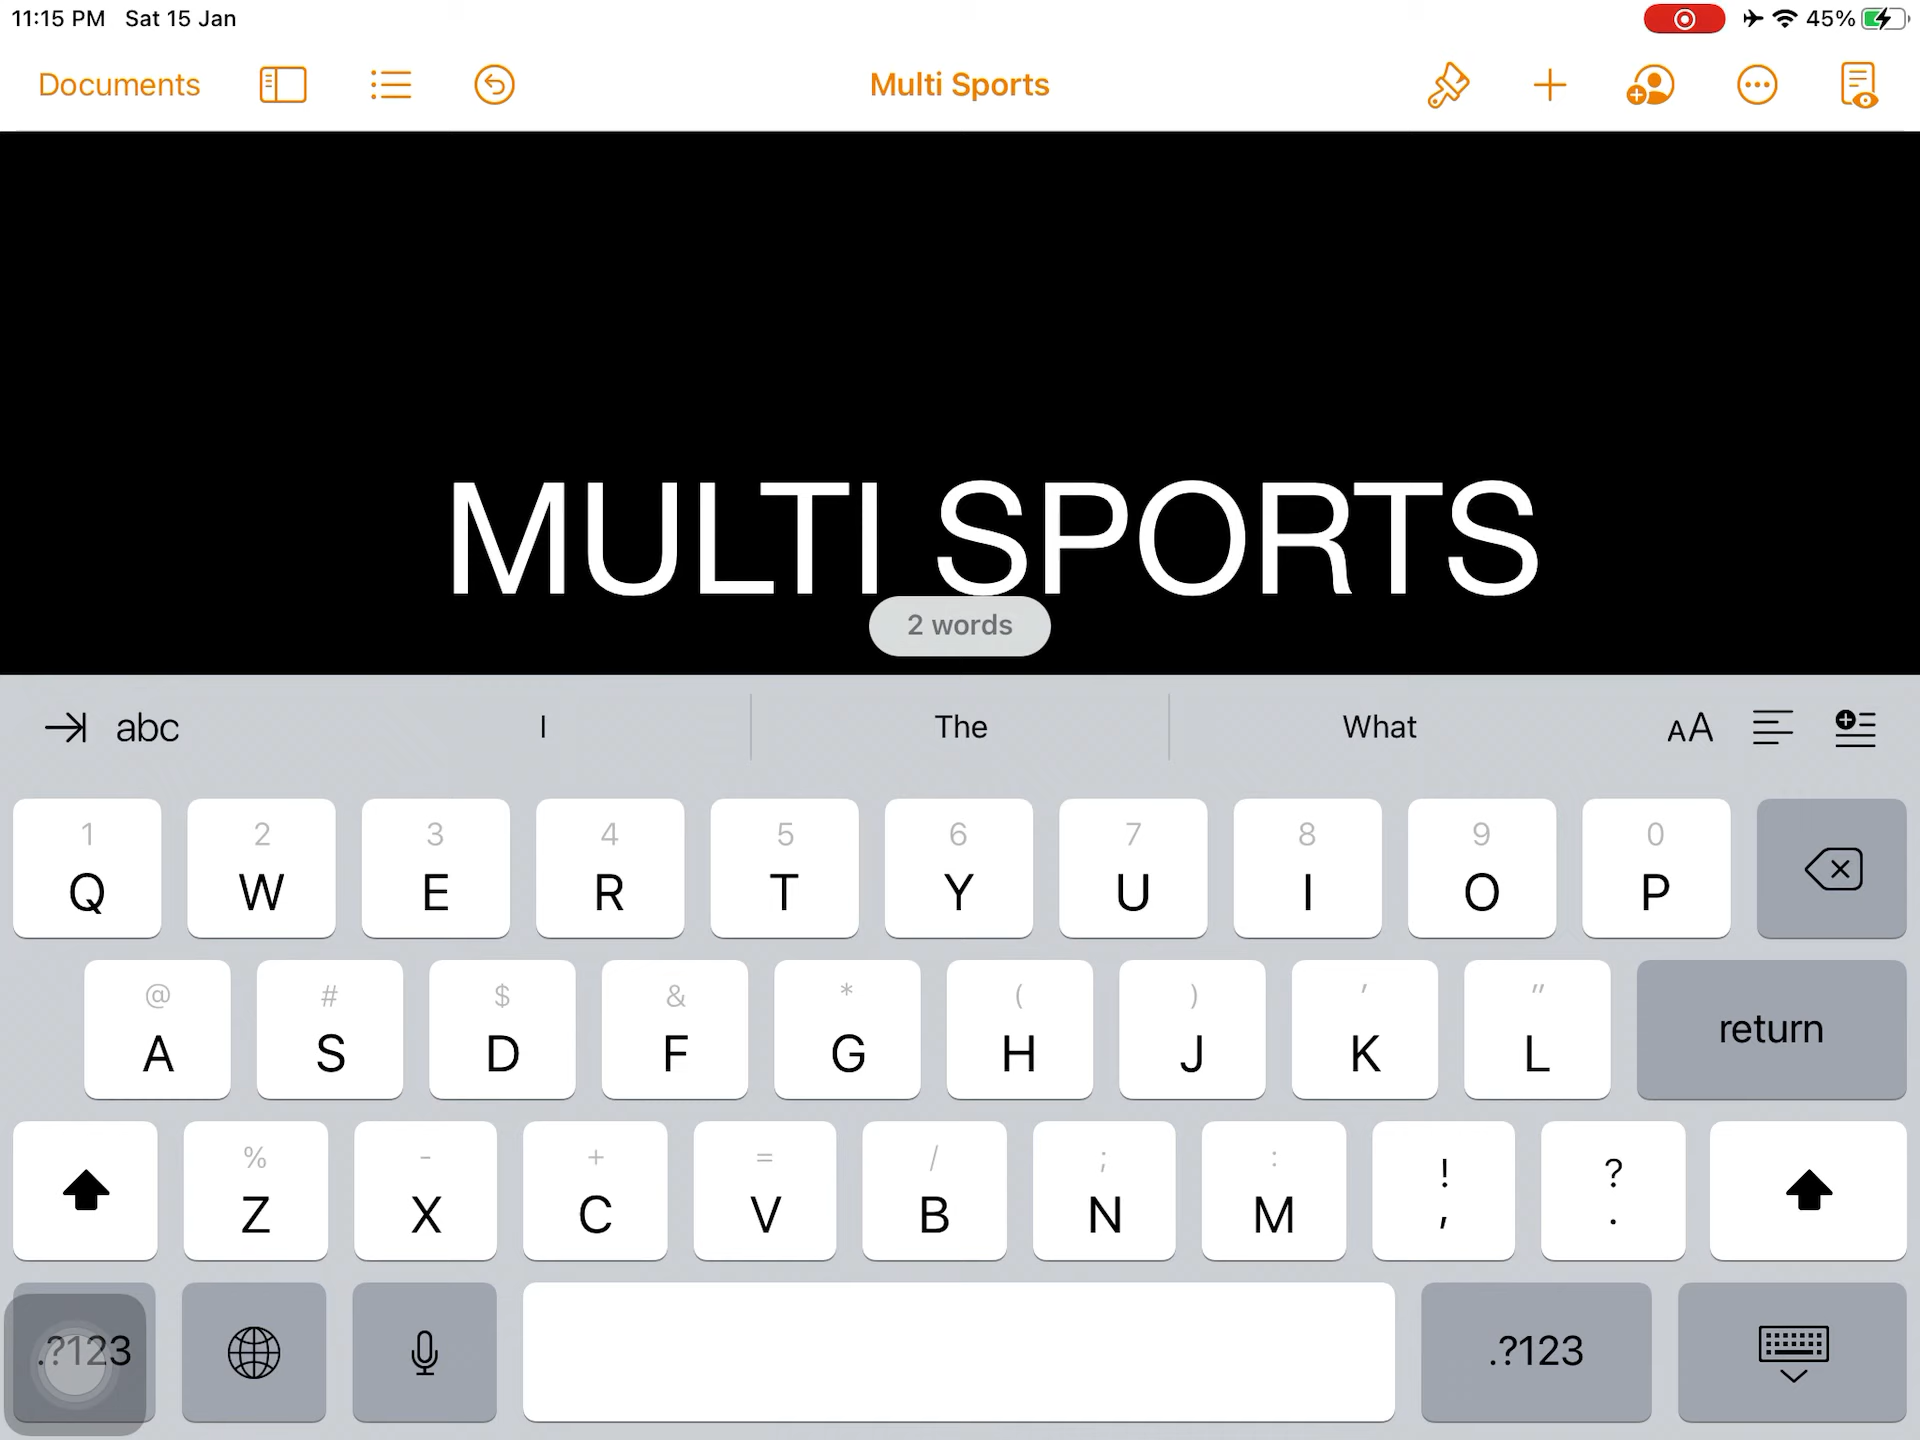 11:15 PM Sat 15 Jan 45%
Documents Multi Sports
MULTI SPORTS
2 words
abc I The What AA
1 2 3 4 5 6 7 8 9 0
Q W E R T Y U I O P
@ # $ & * ( ) ' "
A S D F G H J K L return
% - + = / ; : ! ?
Z X C V B N M , .
.?123 .?123